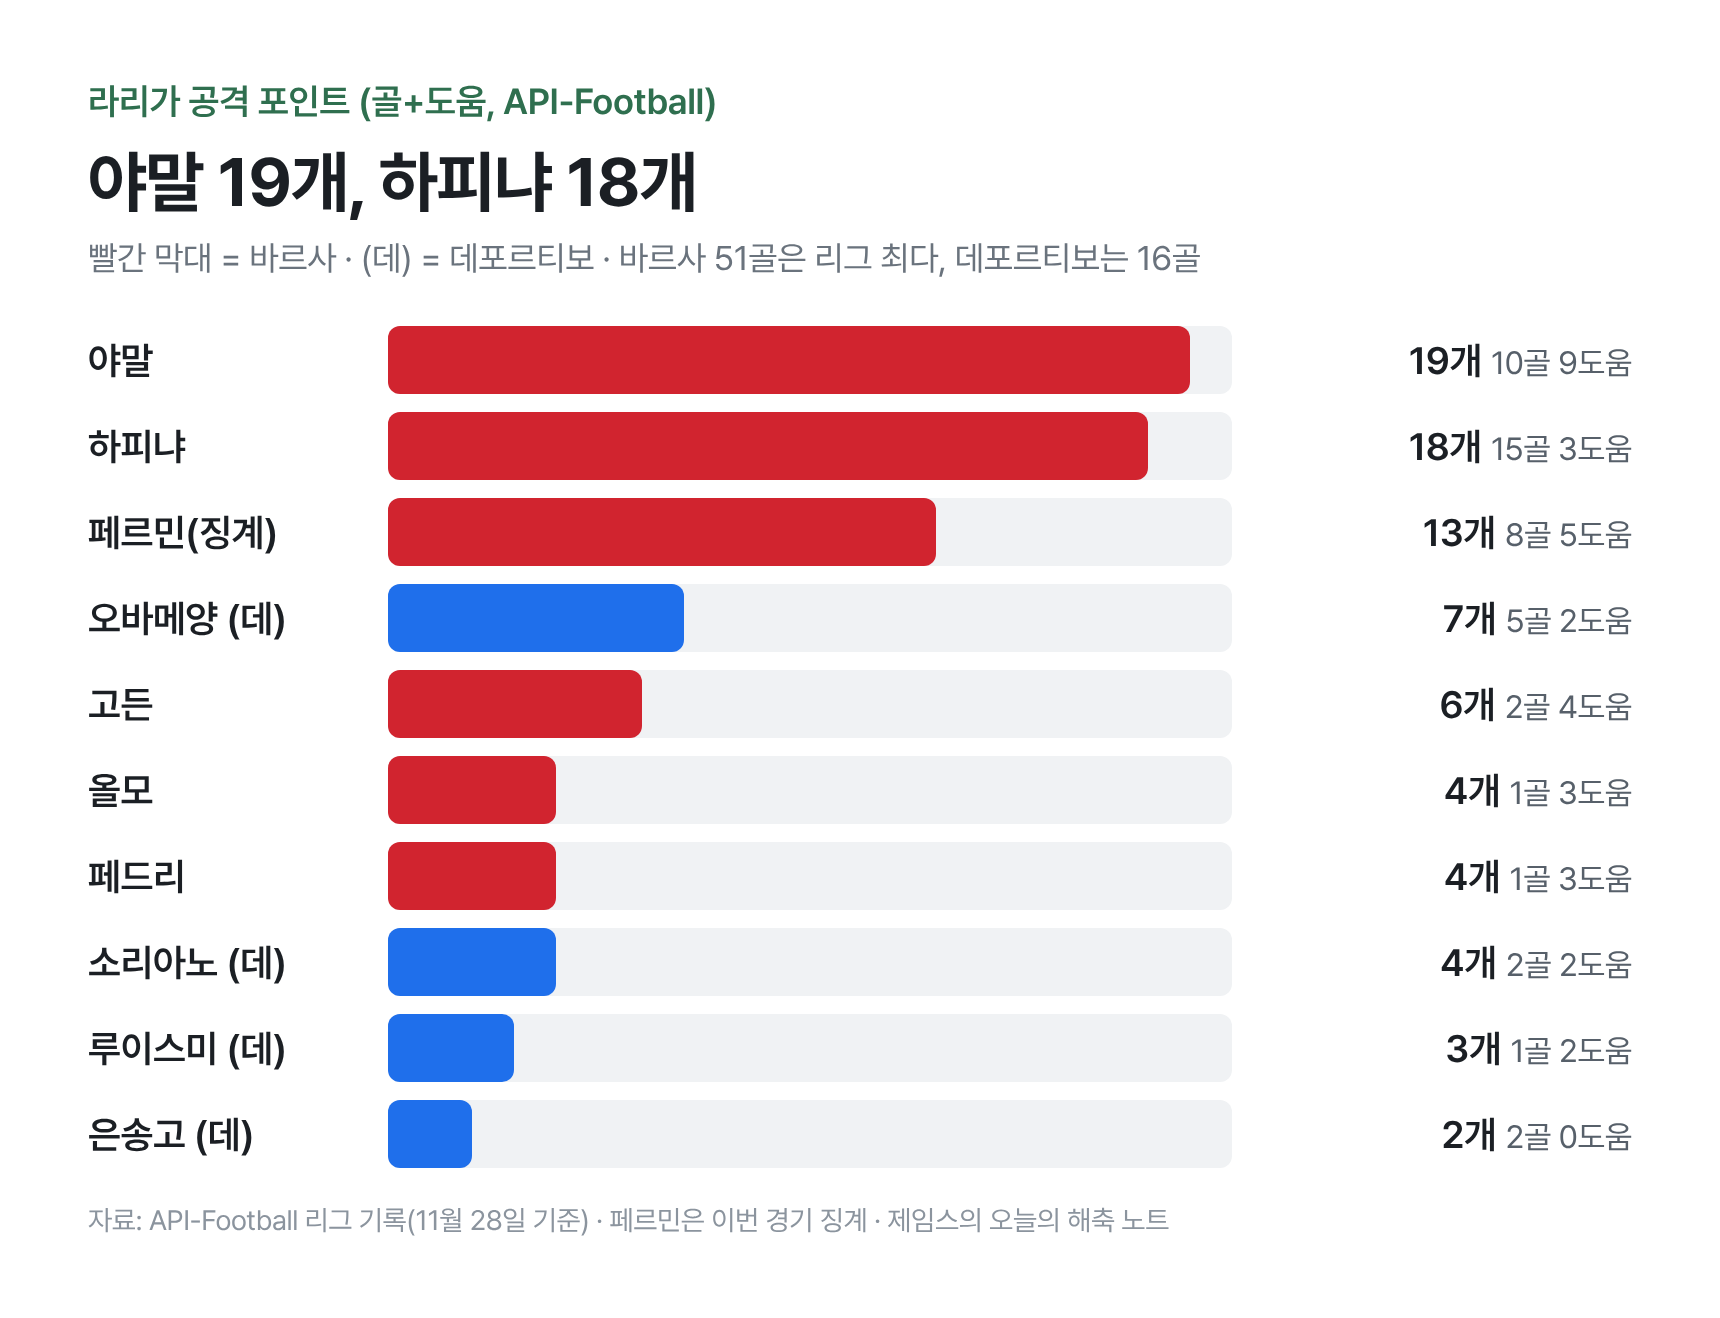 라리가 공격 포인트 (골+도움, API-Football)
야말 19개, 하피냐 18개
빨간 막대 = 바르사 · (데) = 데포르티보 · 바르사 51골은 리그 최다, 데포르티보는 16골
야말 19개 10골 9도움
하피냐 18개 15골 3도움
페르민(징계) 13개 8골 5도움
오바메양 (데) 7개 5골 2도움
고든 6개 2골 4도움
올모 4개 1골 3도움
페드리 4개 1골 3도움
소리아노 (데) 4개 2골 2도움
루이스미 (데) 3개 1골 2도움
은송고 (데) 2개 2골 0도움
자료: API-Football 리그 기록(11월 28일 기준) · 페르민은 이번 경기 징계 · 제임스의 오늘의 해축 노트